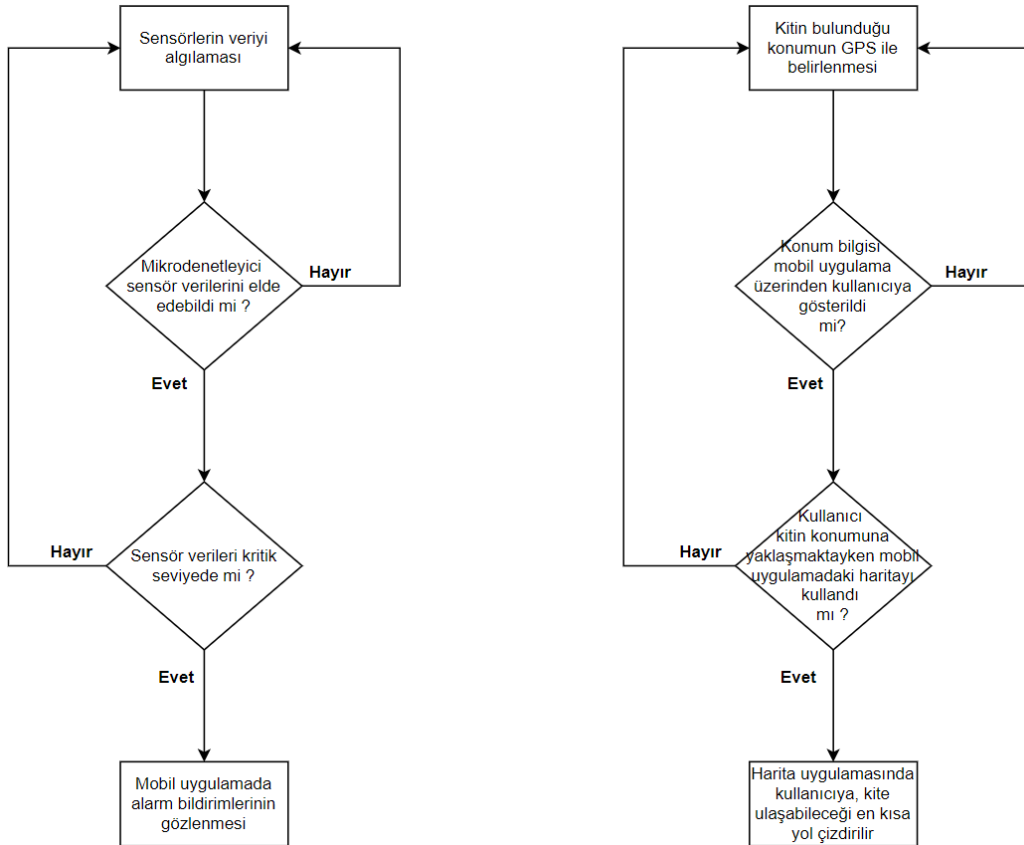 Sensörlerin veriyi
algılaması
Mikrodenetleyici
sensör verilerini elde
edebildi mi ?
Hayır
Evet
Sensör verileri kritik
seviyede mi ?
Hayır
Evet
Mobil uygulamada
alarm bildirimlerinin
gözlenmesi
Kitin bulunduğu
konumun GPS ile
belirlenmesi
Konum bilgisi
mobil uygulama
üzerinden kullanıcıya
gösterildi
mi?
Hayır
Evet
Kullanıcı
kitin konumuna
yaklaşmaktayken mobil
uygulamadaki haritayı
kullandı
mı ?
Hayır
Evet
Harita uygulamasında
kullanıcıya, kite
ulaşabileceği en kısa
yol çizdirilir